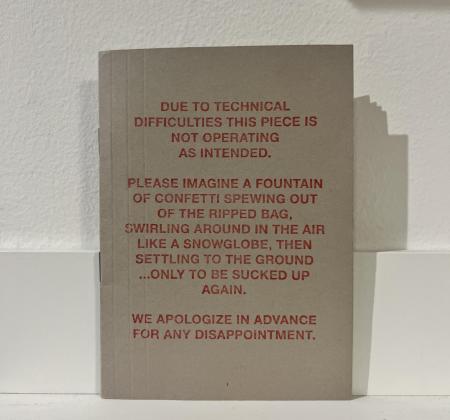 DUE TO TECHNICAL
DIFFICULTIES THIS PIECE IS
NOT OPERATING
AS INTENDED.
PLEASE IMAGINE A FOUNTAIN
OF CONFETTI SPEWING OUT
OF THE RIPPED BAG,
SWIRLING AROUND IN THE AIR
LIKE A SNOWGLOBE, THEN
SETTLING TO THE GROUND
...ONLY TO BE SUCKED UP
AGAIN.
WE APOLOGIZE IN ADVANCE
FOR ANY DISAPPOINTMENT.